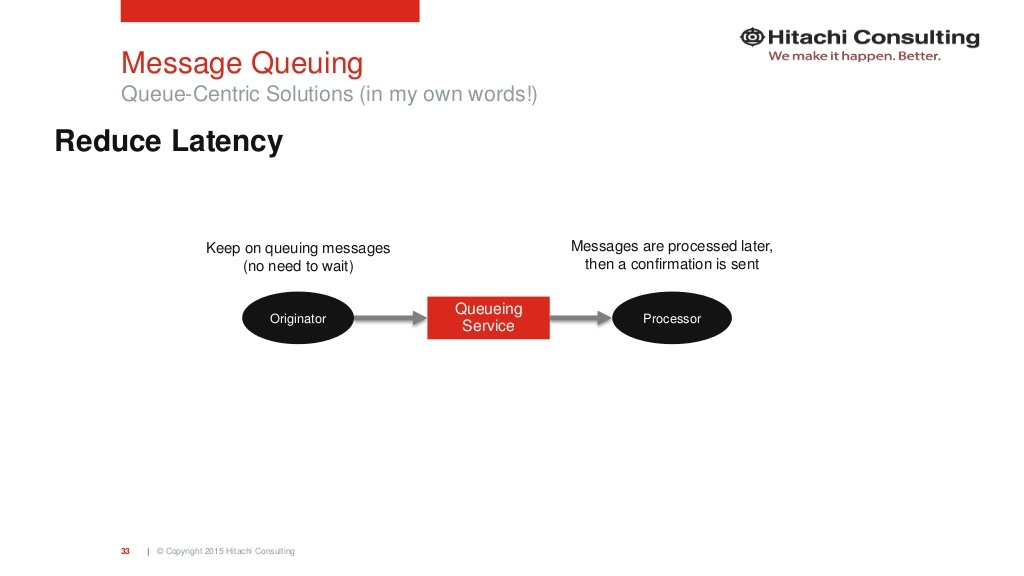 Hitachi Consulting
We make it happen. Better.
Message Queuing
Queue-Centric Solutions (in my own words!)
Reduce Latency
Keep on queuing messages
(no need to wait)
Messages are processed later,
then a confirmation is sent
Originator
Queueing
Service
Processor
33 | © Copyright 2015 Hitachi Consulting